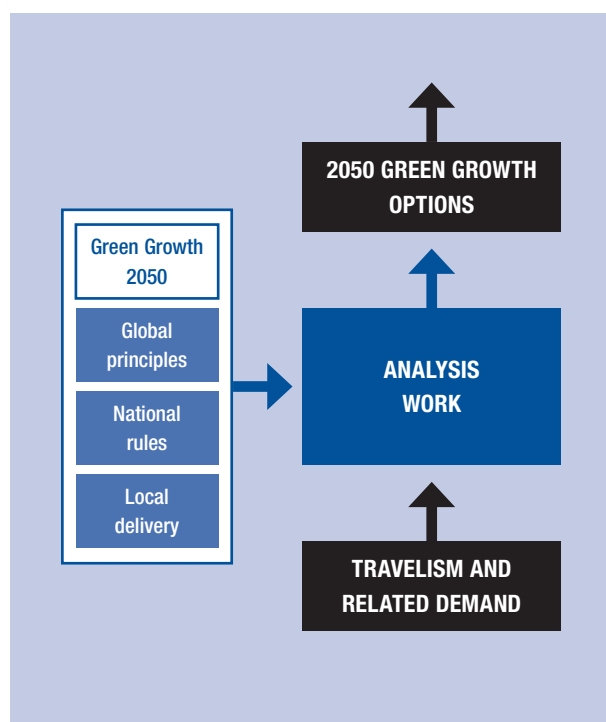 2050 GREEN GROWTH
OPTIONS
Green Growth
2050
Global
principles
National
rules
Local
delivery
ANALYSIS
WORK
TRAVELISM AND
RELATED DEMAND